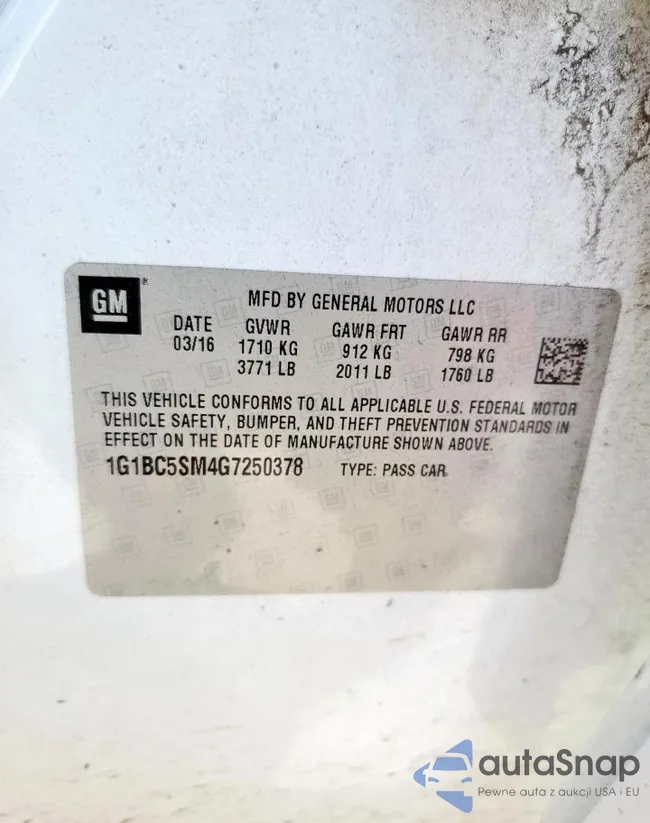 GM
MFD BY GENERAL MOTORS LLC
DATE GVWR GAWR FRT GAWR RR
03/16 1710 KG 912 KG 798 KG
3771 LB 2011 LB 1760 LB
THIS VEHICLE CONFORMS TO ALL APPLICABLE U.S. FEDERAL MOTOR
VEHICLE SAFETY, BUMPER, AND THEFT PREVENTION STANDARDS IN
EFFECT ON THE DATE OF MANUFACTURE SHOWN ABOVE.
1G1BC5SM4G7250378 TYPE: PASS CAR
autaSnap
Pewne auta z aukcji USA i EU